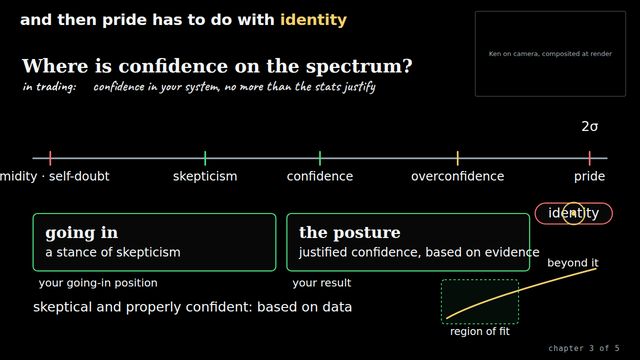 and then pride has to do with identity
Ken on camera, composited at render
Where is confidence on the spectrum?
in trading: confidence in your system, no more than the stats justify
2σ
midity · self-doubt
skepticism
confidence
overconfidence
pride
identity
going in
a stance of skepticism
the posture
justified confidence, based on evidence
beyond it
your going-in position
your result
skeptical and properly confident: based on data
region of fit
chapter 3 of 5